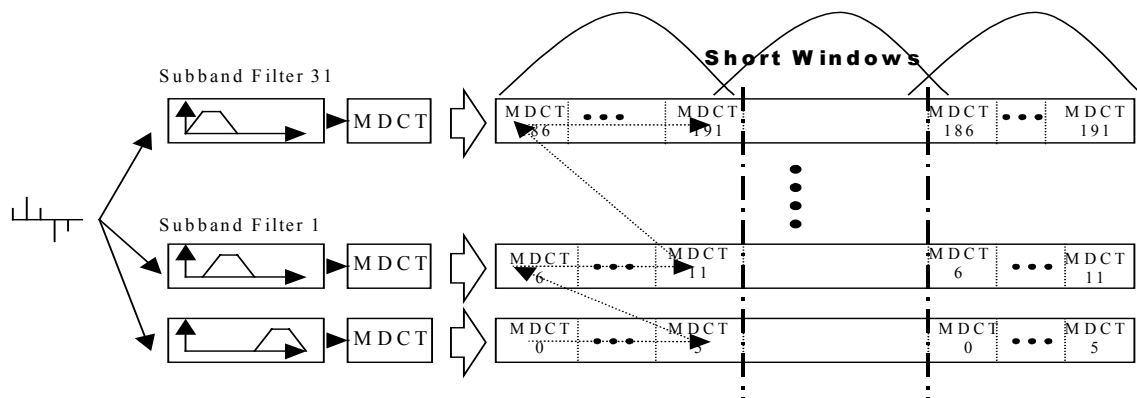 Short Windows
Subband Filter 31
MDCT
MDCT 186
MDCT 191
MDCT 186
MDCT 191
Subband Filter 1
MDCT
MDCT 6
MDCT 11
MDCT 6
MDCT 11
MDCT
MDCT 0
MDCT 5
MDCT 0
MDCT 5